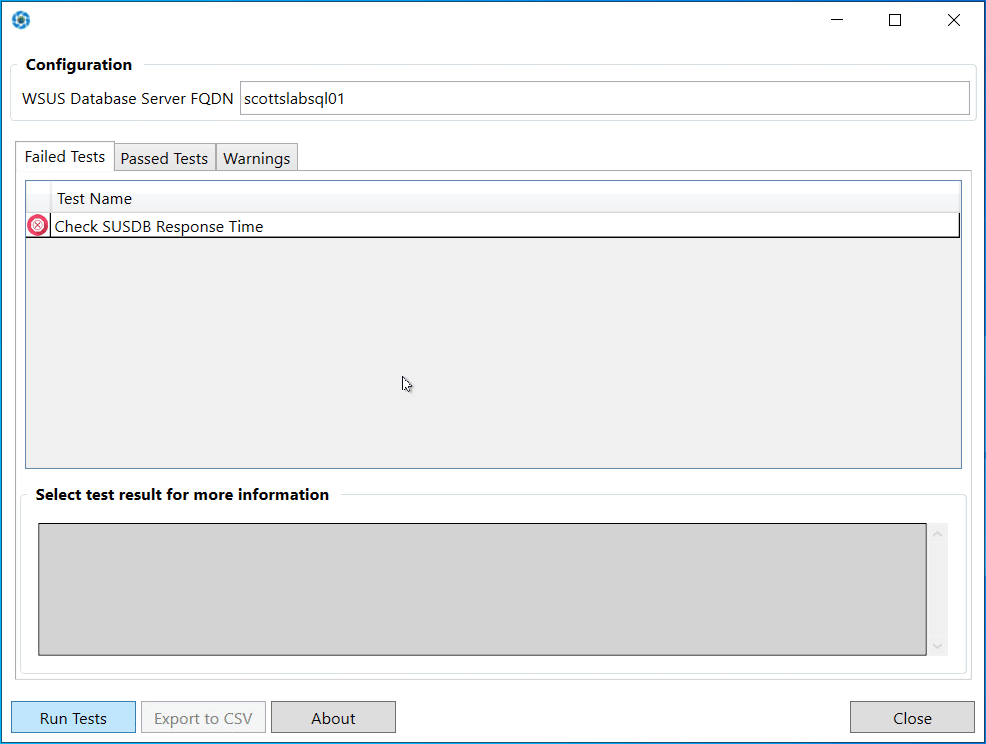 Configuration
WSUS Database Server FQDN scottslabsql01
Failed Tests Passed Tests Warnings
Test Name
Check SUSDB Response Time
Select test result for more information
Run Tests Export to CSV About Close